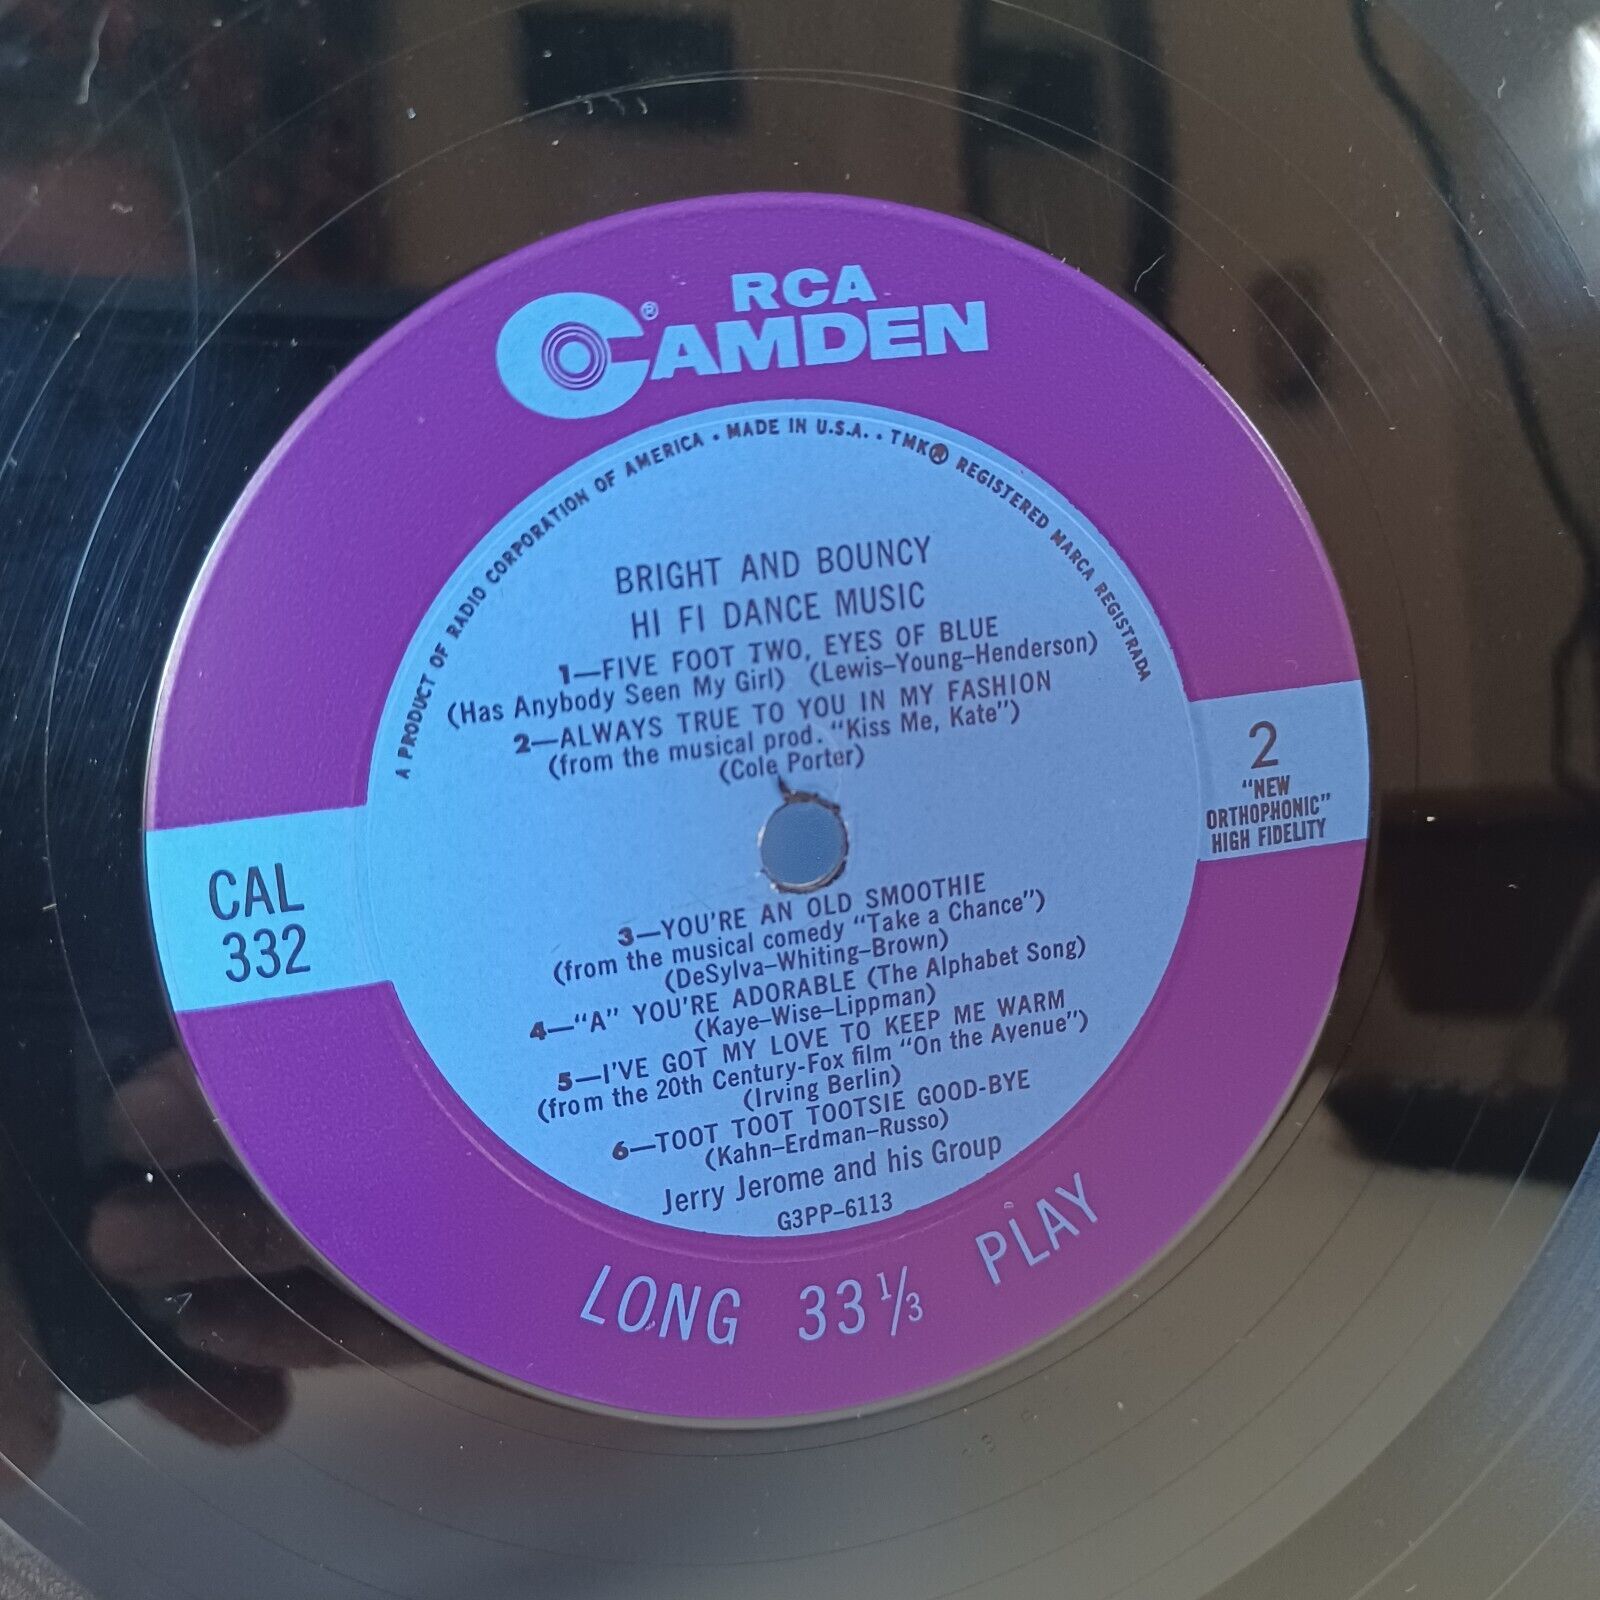 RCA
CAMDEN®
A PRODUCT OF RADIO CORPORATION OF AMERICA • MADE IN U.S.A. • TMK® REGISTERED MARCA REGISTRADA
BRIGHT AND BOUNCY
HI FI DANCE MUSIC
1—FIVE FOOT TWO, EYES OF BLUE
(Has Anybody Seen My Girl) (Lewis–Young–Henderson)
2—ALWAYS TRUE TO YOU IN MY FASHION
(from the musical prod. "Kiss Me, Kate")
(Cole Porter)
2
"NEW
ORTHOPHONIC"
HIGH FIDELITY
CAL
332
3—YOU'RE AN OLD SMOOTHIE
(from the musical comedy "Take a Chance")
(DeSylva–Whiting–Brown)
4—"A" YOU'RE ADORABLE (The Alphabet Song)
(Kaye–Wise–Lippman)
5—I'VE GOT MY LOVE TO KEEP ME WARM
(from the 20th Century-Fox film "On the Avenue")
(Irving Berlin)
6—TOOT TOOT TOOTSIE GOOD-BYE
(Kahn–Erdman–Russo)
Jerry Jerome and his Group
G3PP–6113
LONG 33 1/3 PLAY